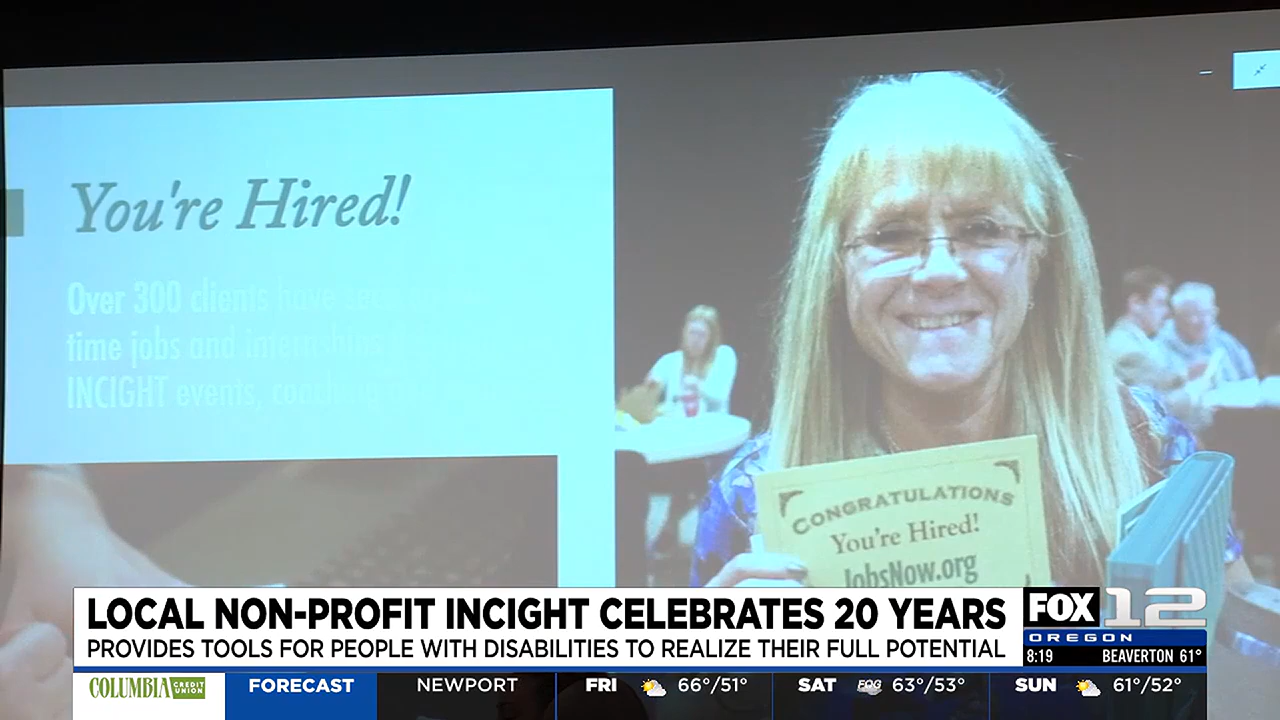 You're Hired!
Over 300 clients have
time jobs and internships
INCIGHT events,
CONGRATULATIONS
You're Hired!
JobsNow.org
LOCAL NON-PROFIT INCIGHT CELEBRATES 20 YEARS
PROVIDES TOOLS FOR PEOPLE WITH DISABILITIES TO REALIZE THEIR FULL POTENTIAL
FOX 12
OREGON
8:19 BEAVERTON 61°
COLUMBIA CREDIT UNION
FORECAST NEWPORT FRI 66°/51° SAT FOG 63°/53° SUN 61°/52°